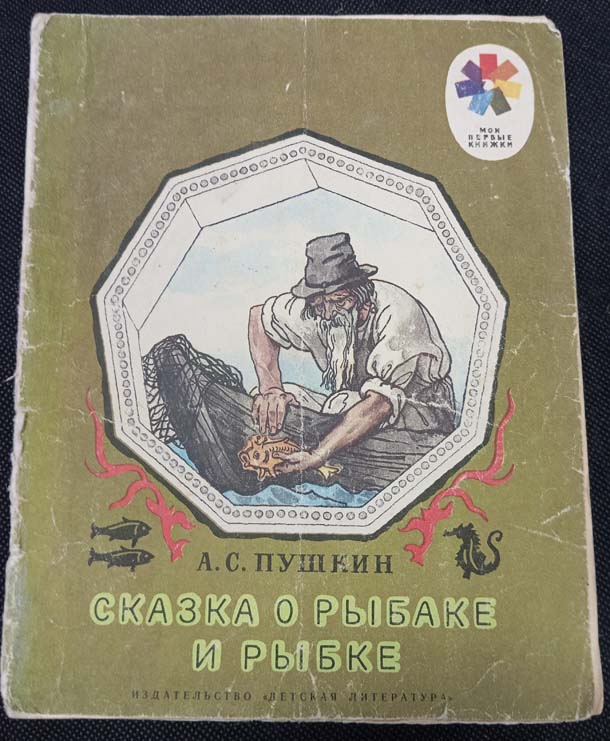 МОИ
ПЕРВЫЕ
КНИЖКИ
А.С. ПУШКИН
СКАЗКА О РЫБАКЕ
И РЫБКЕ
ИЗДАТЕЛЬСТВО «ДЕТСКАЯ ЛИТЕРАТУРА»